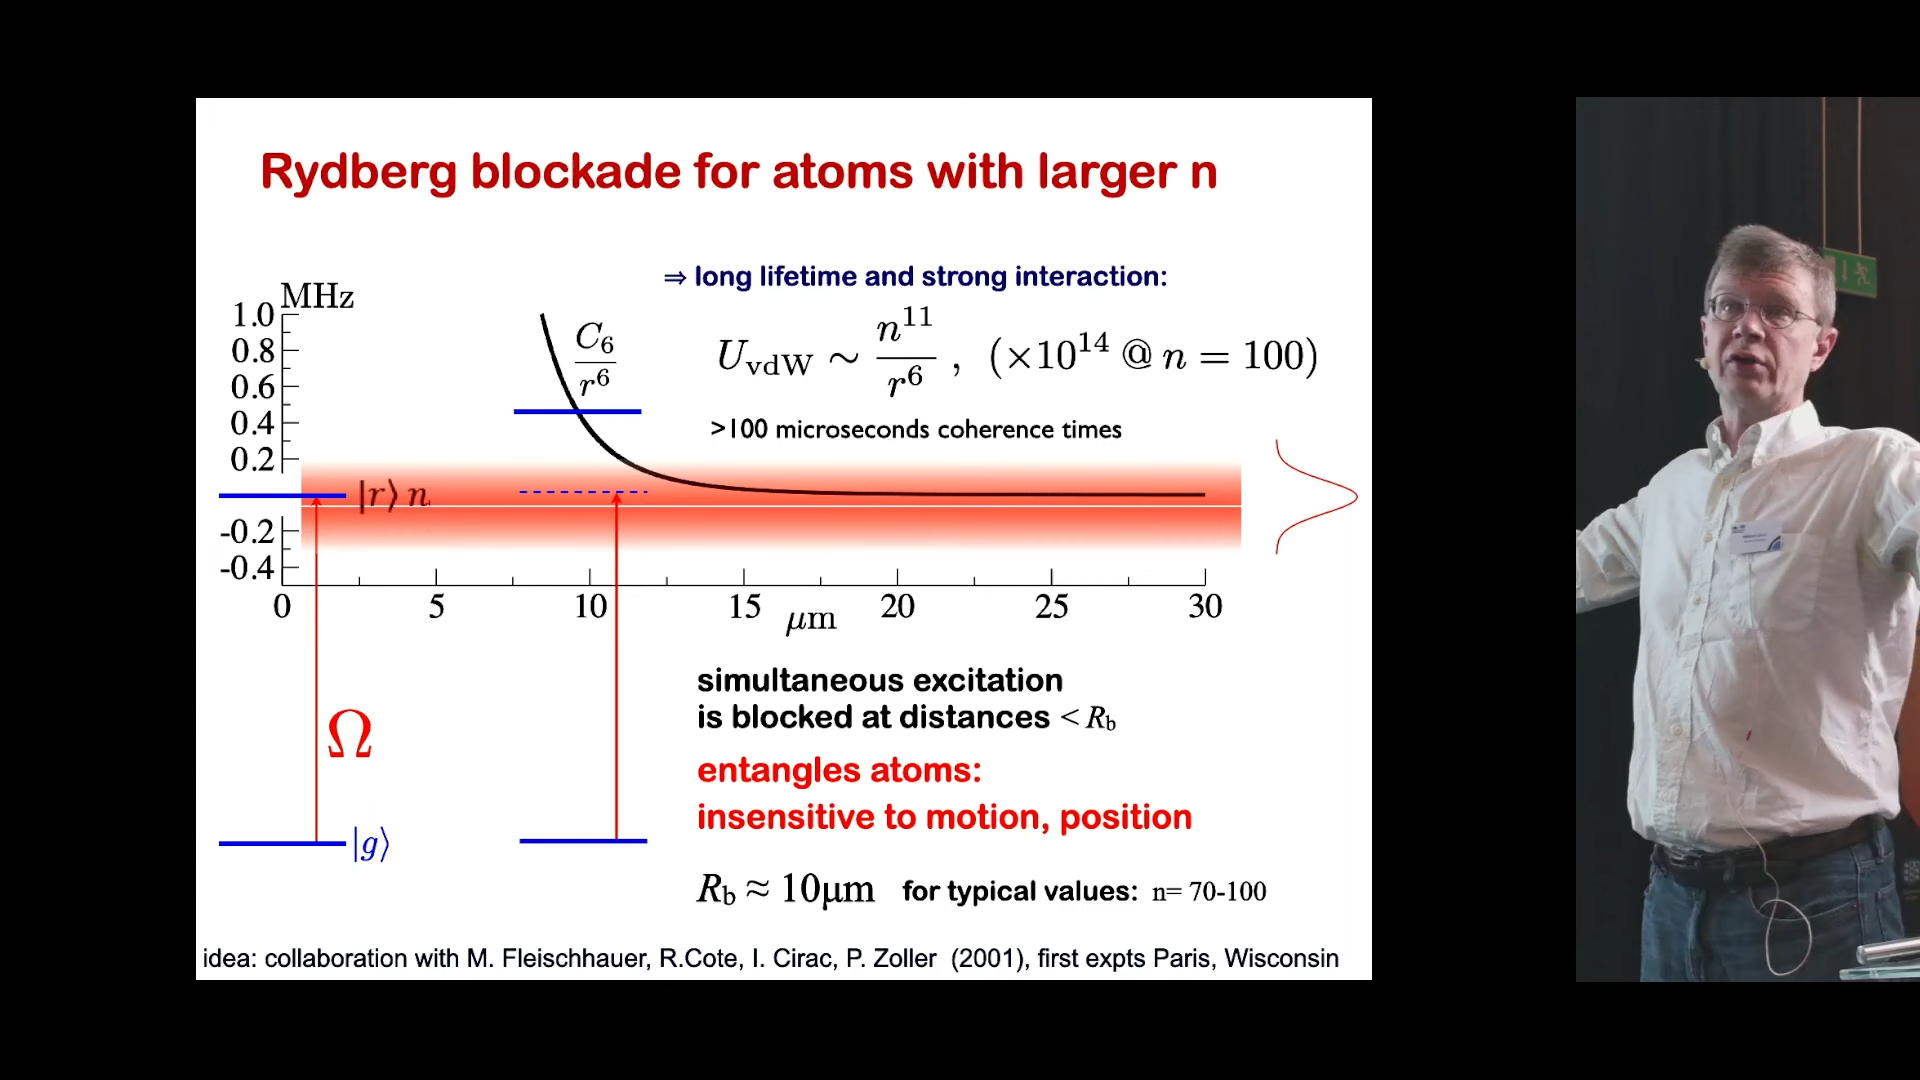 Rydberg blockade for atoms with larger n
⇒ long lifetime and strong interaction:
MHz
1.0
0.8
0.6
0.4
0.2
-0.2
-0.4
C₆/r⁶
U_vdW ∼ n¹¹/r⁶ , (×10¹⁴ @ n = 100)
>100 microseconds coherence times
|r⟩ n
0 5 10 15 20 25 30
μm
Ω
|g⟩
simultaneous excitation
is blocked at distances < R_b
entangles atoms:
insensitive to motion, position
R_b ≈ 10μm for typical values: n= 70-100
idea: collaboration with M. Fleischhauer, R.Cote, I. Cirac, P. Zoller (2001), first expts Paris, Wisconsin